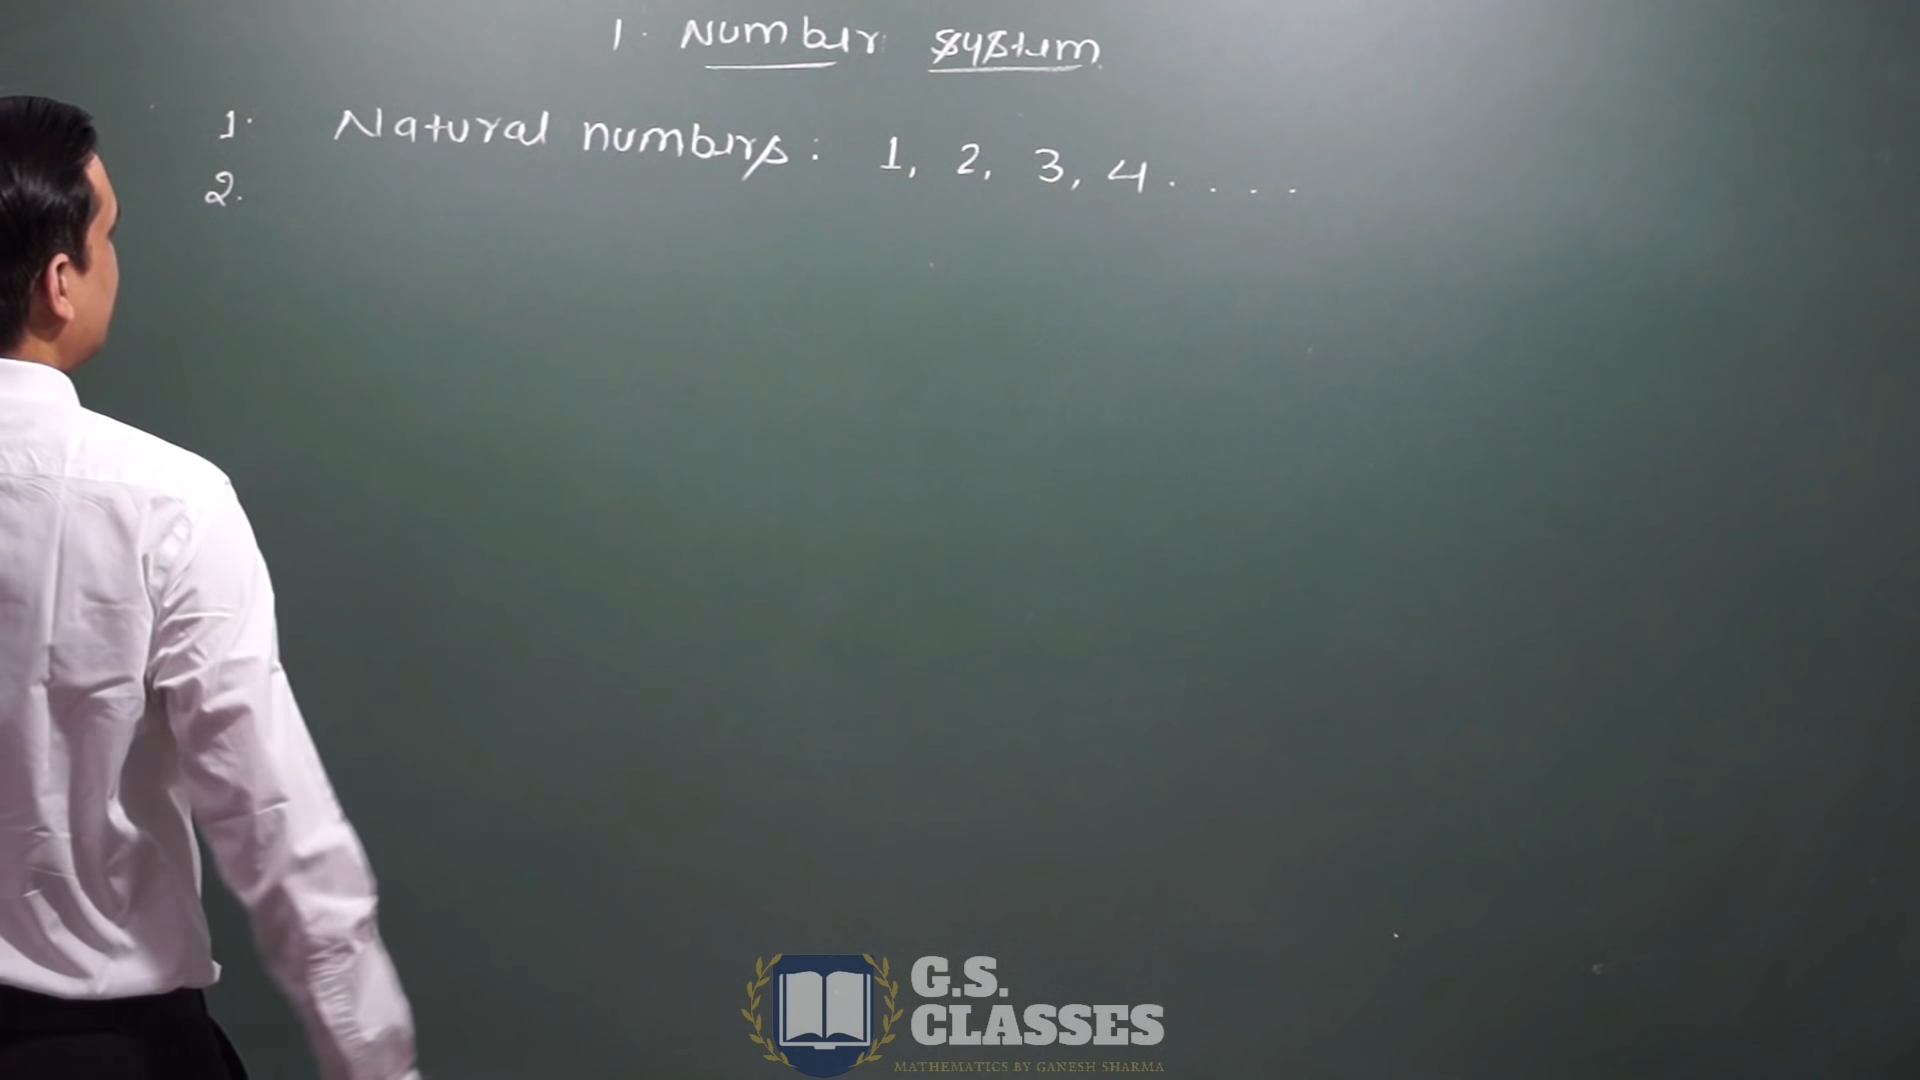 1. Number system
1. Natural numbers: 1, 2, 3, 4. . . . .
2.
G.S.
CLASSES
MATHEMATICS BY GANESH SHARMA